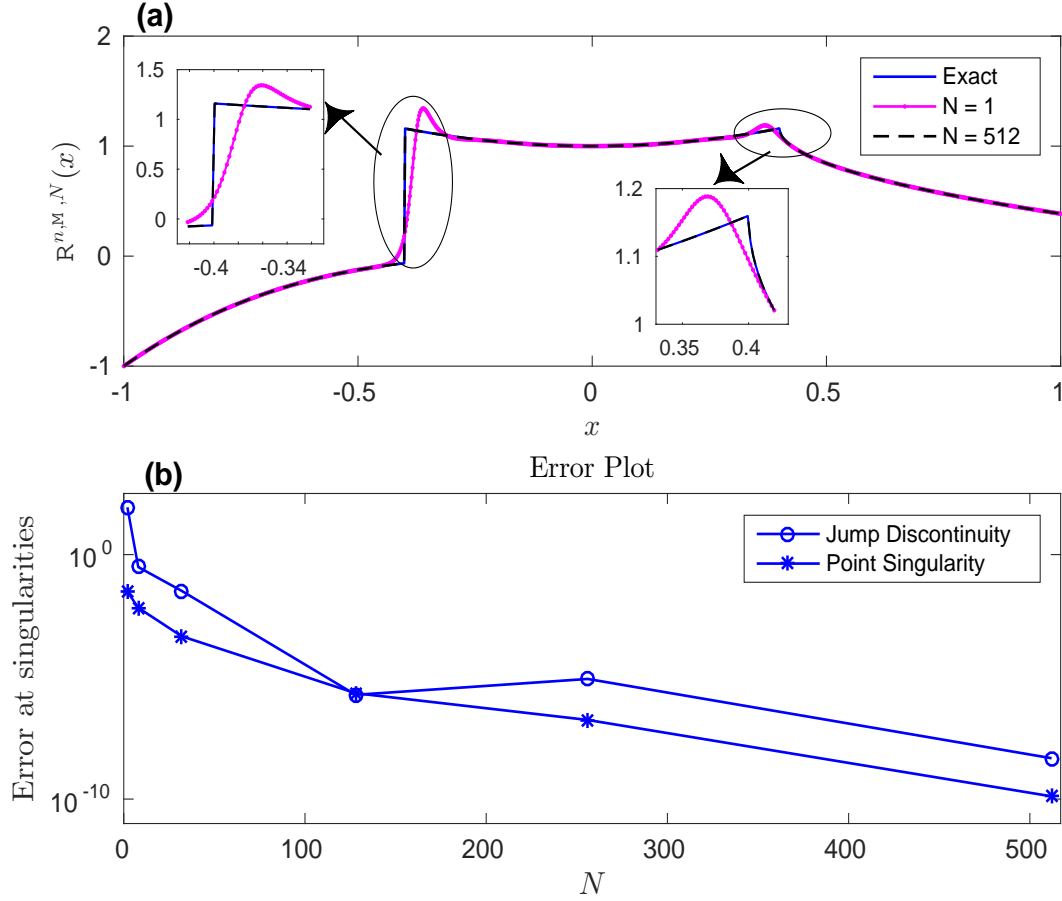 (a)
2
1
0
-1
R^{n,M,N}(x)
-1
-0.5
0
0.5
1
x
Exact
N = 1
N = 512
1.5
1
0.5
0
-0.4
-0.34
1.2
1.1
1
0.35
0.4
(b)
Error Plot
10^0
10^{-10}
Error at singularities
0
100
200
300
400
500
N
Jump Discontinuity
Point Singularity